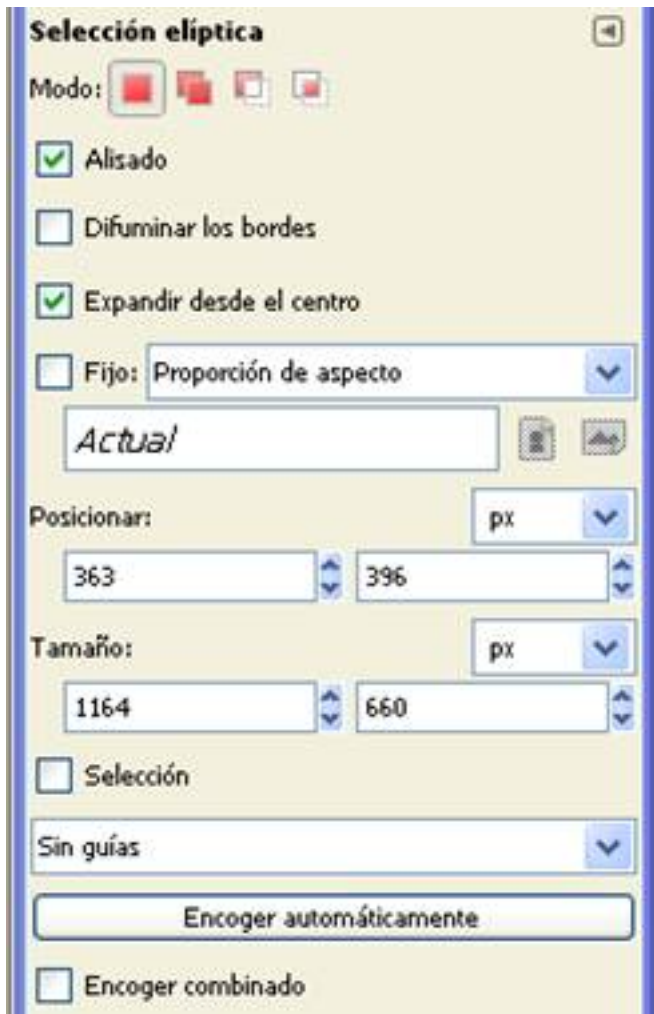 Selección elíptica
Modo:
Alisado
Difuminar los bordes
Expandir desde el centro
Fijo: Proporción de aspecto
Actual
Posicionar: px
363 396
Tamaño: px
1164 660
Selección
Sin guías
Encoger automáticamente
Encoger combinado